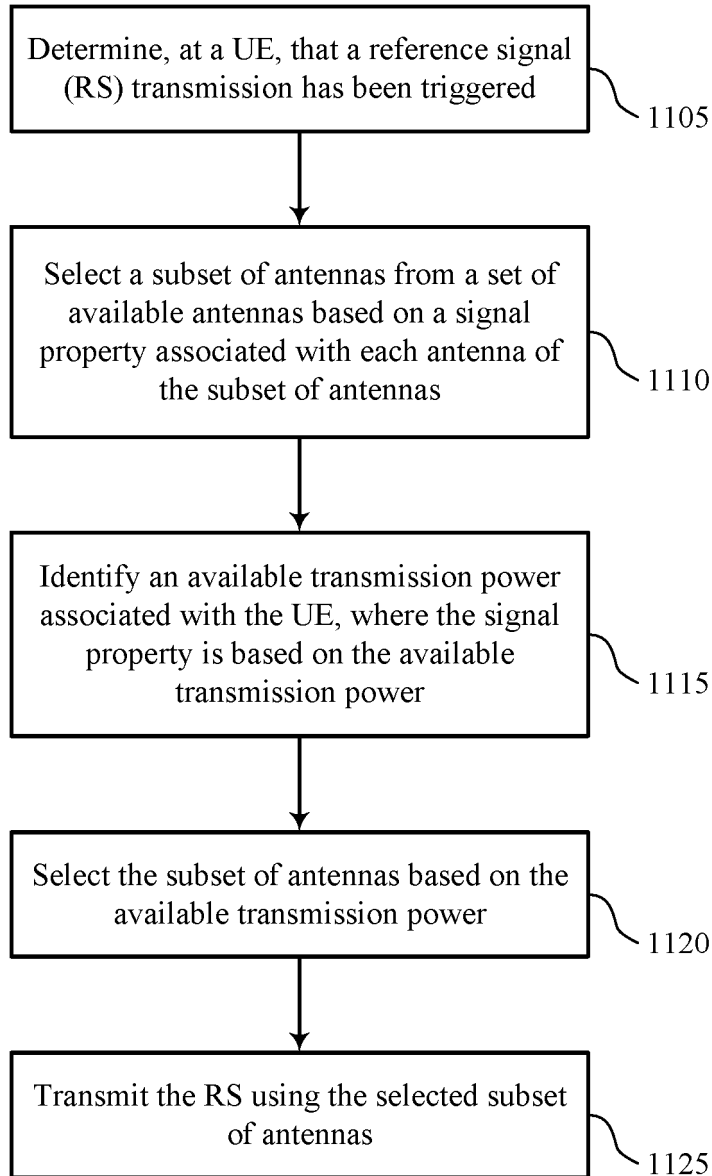 Determine, at a UE, that a reference signal
(RS) transmission has been triggered
1105
Select a subset of antennas from a set of
available antennas based on a signal
property associated with each antenna of
the subset of antennas
1110
Identify an available transmission power
associated with the UE, where the signal
property is based on the available
transmission power
1115
Select the subset of antennas based on the
available transmission power
1120
Transmit the RS using the selected subset
of antennas
1125